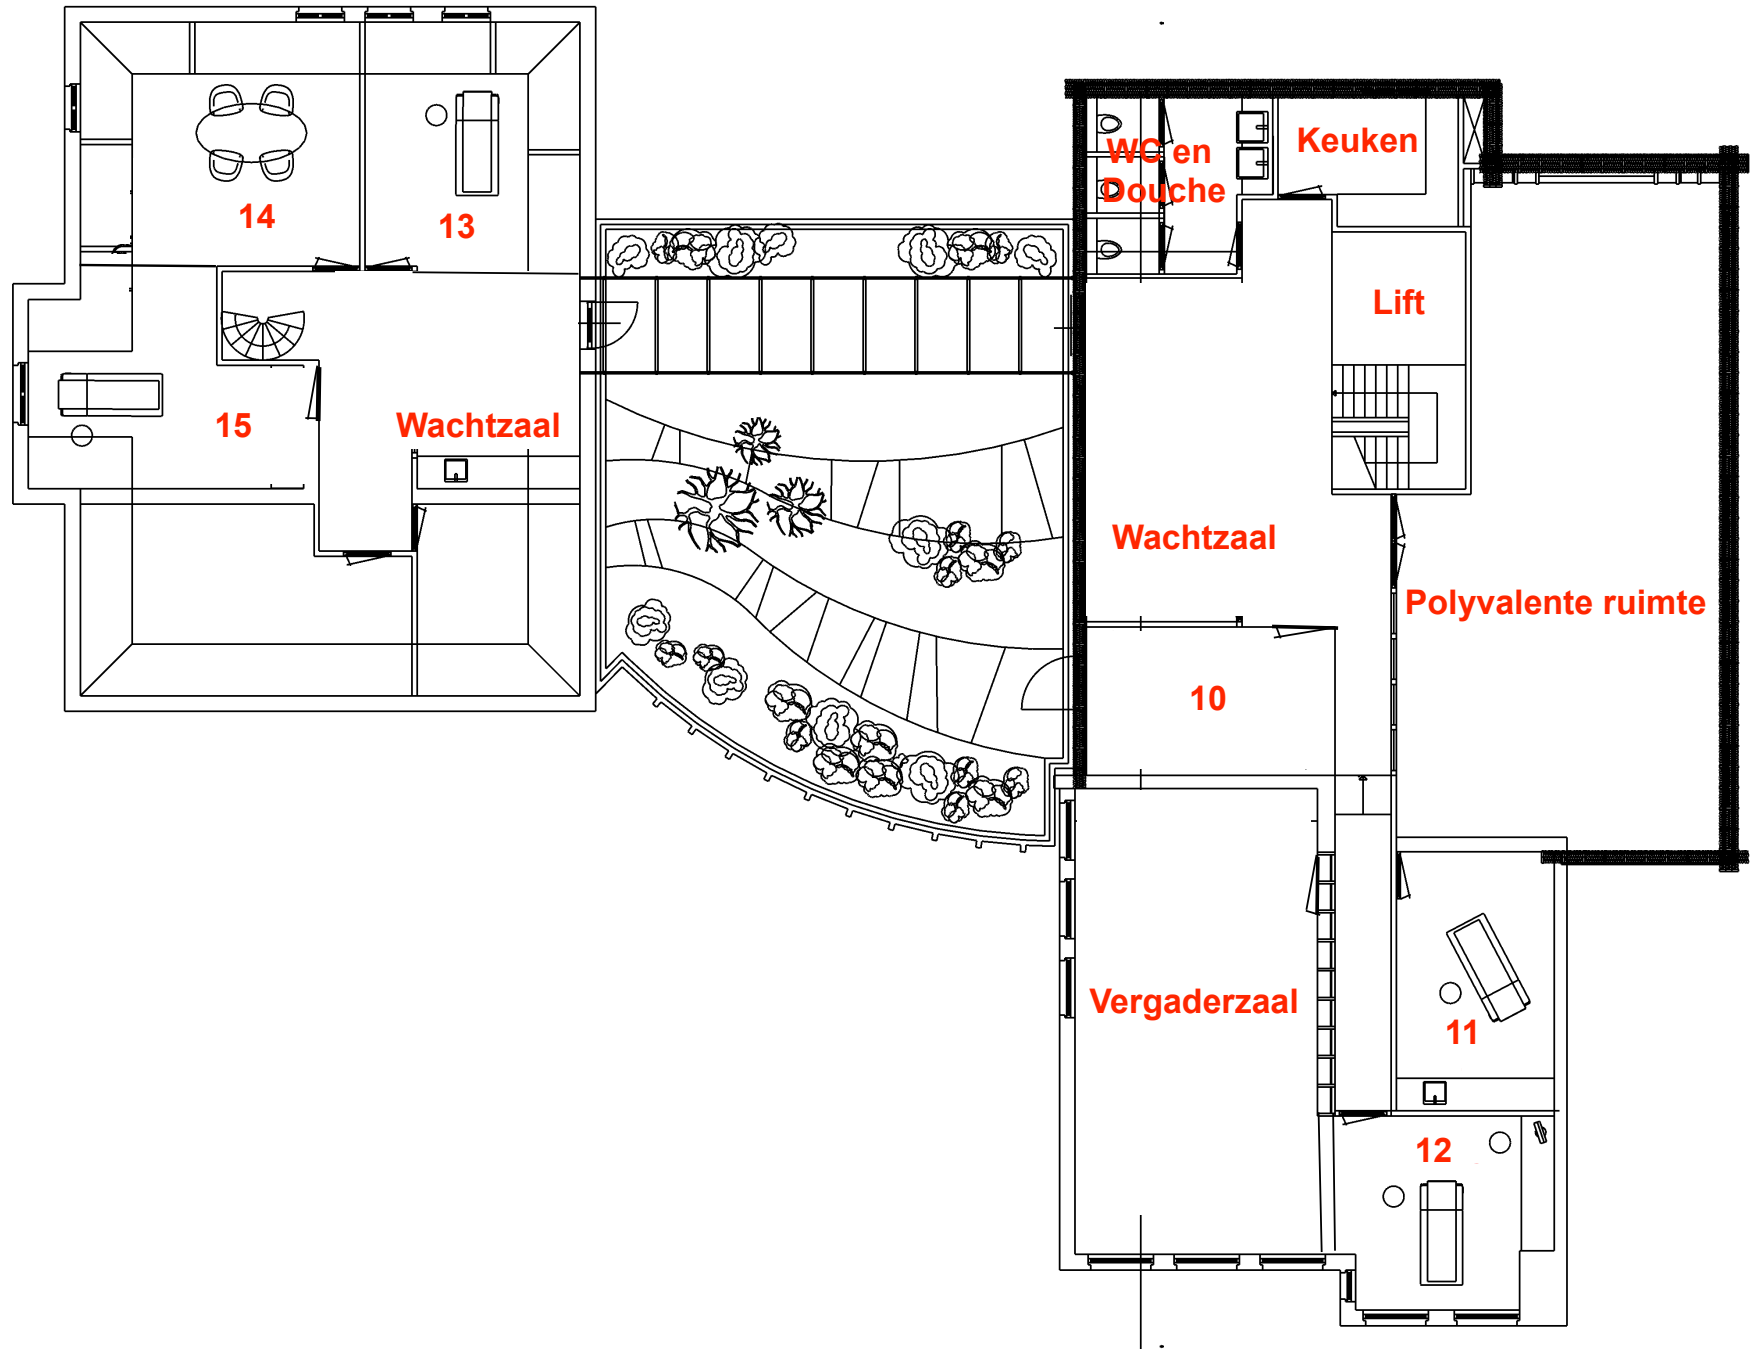 WC en
Douche
Keuken
14
13
Lift
15
Wachtzaal
Wachtzaal
Polyvalente ruimte
10
Vergaderzaal
11
12